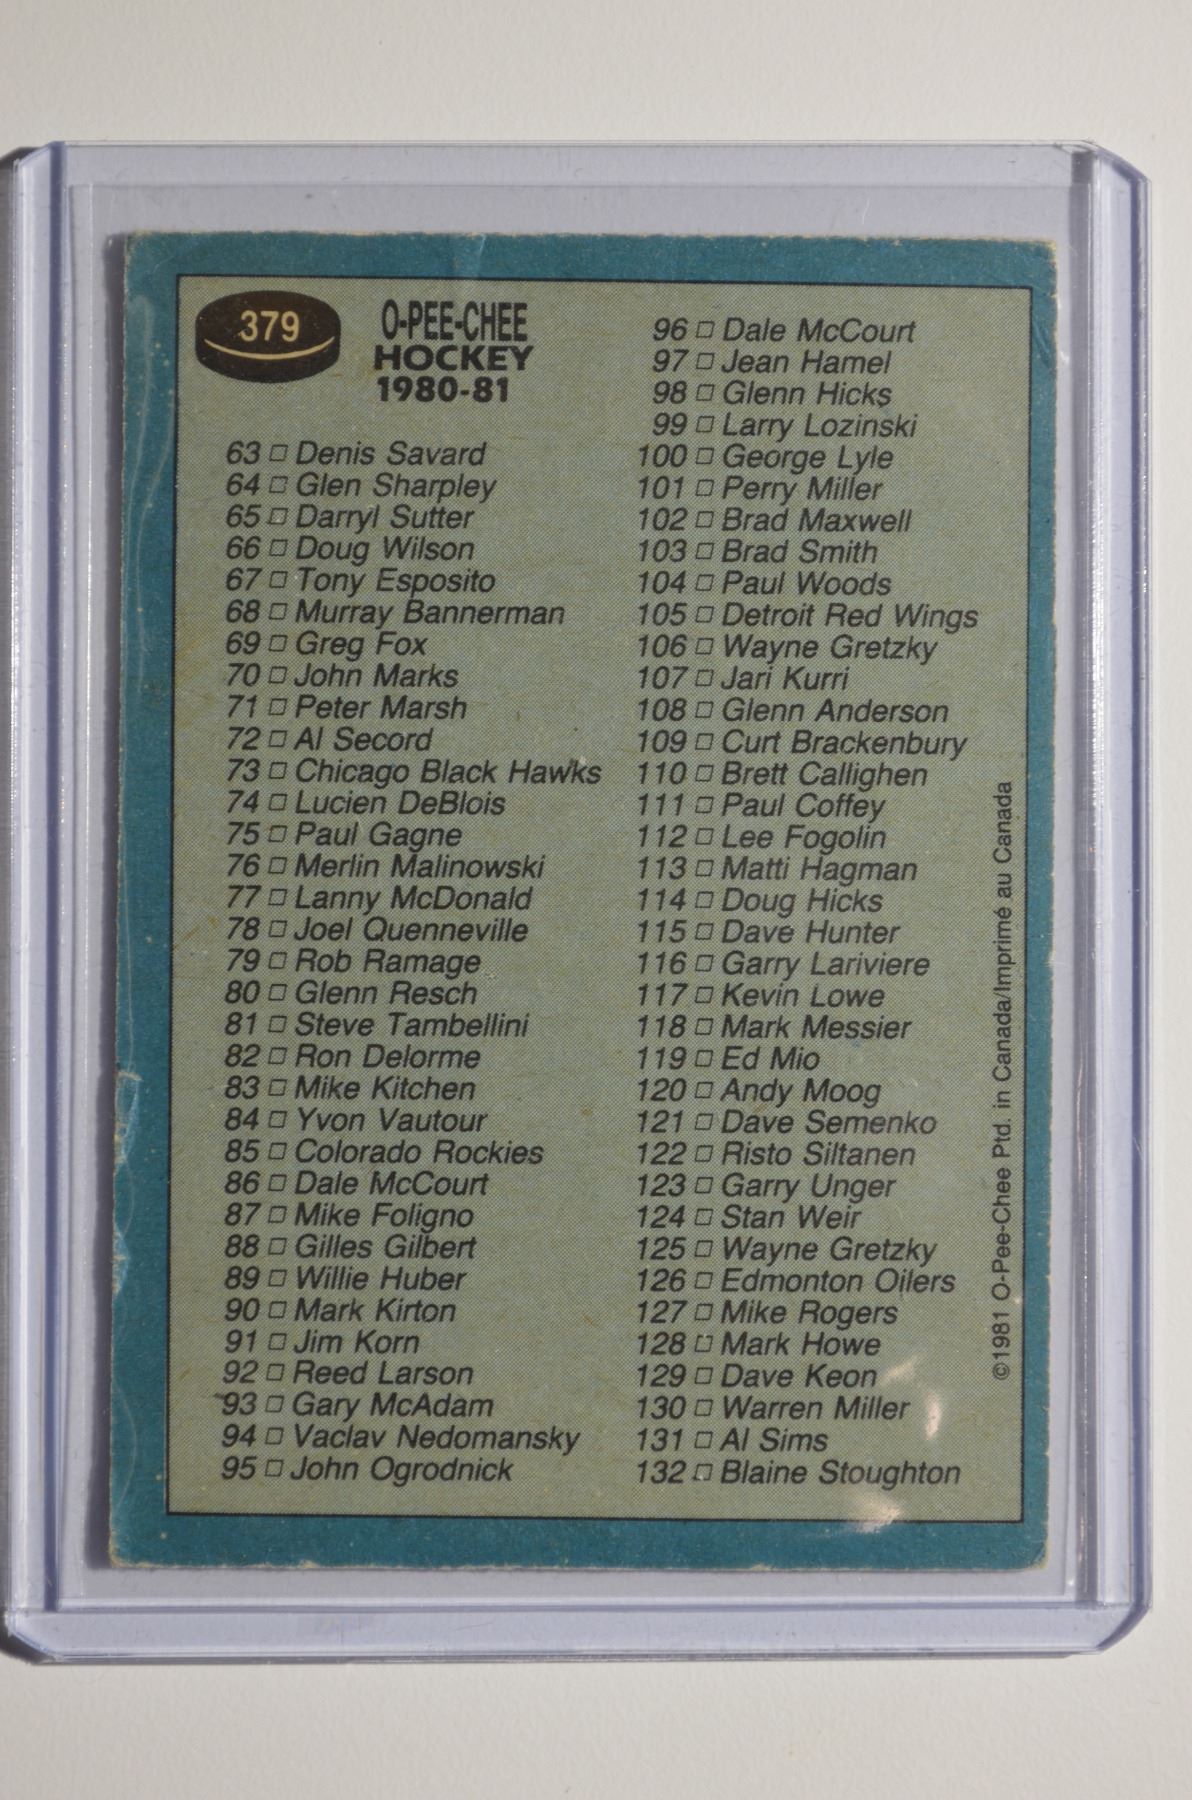 379
O-PEE-CHEE
HOCKEY
1980-81
63 □ Denis Savard
64 □ Glen Sharpley
65 □ Darryl Sutter
66 □ Doug Wilson
67 □ Tony Esposito
68 □ Murray Bannerman
69 □ Greg Fox
70 □ John Marks
71 □ Peter Marsh
72 □ Al Secord
73 □ Chicago Black Hawks
74 □ Lucien DeBlois
75 □ Paul Gagne
76 □ Merlin Malinowski
77 □ Lanny McDonald
78 □ Joel Quenneville
79 □ Rob Ramage
80 □ Glenn Resch
81 □ Steve Tambellini
82 □ Ron Delorme
83 □ Mike Kitchen
84 □ Yvon Vautour
85 □ Colorado Rockies
86 □ Dale McCourt
87 □ Mike Foligno
88 □ Gilles Gilbert
89 □ Willie Huber
90 □ Mark Kirton
91 □ Jim Korn
92 □ Reed Larson
93 □ Gary McAdam
94 □ Vaclav Nedomansky
95 □ John Ogrodnick
96 □ Dale McCourt
97 □ Jean Hamel
98 □ Glenn Hicks
99 □ Larry Lozinski
100 □ George Lyle
101 □ Perry Miller
102 □ Brad Maxwell
103 □ Brad Smith
104 □ Paul Woods
105 □ Detroit Red Wings
106 □ Wayne Gretzky
107 □ Jari Kurri
108 □ Glenn Anderson
109 □ Curt Brackenbury
110 □ Brett Callighen
111 □ Paul Coffey
112 □ Lee Fogolin
113 □ Matti Hagman
114 □ Doug Hicks
115 □ Dave Hunter
116 □ Garry Lariviere
117 □ Kevin Lowe
118 □ Mark Messier
119 □ Ed Mio
120 □ Andy Moog
121 □ Dave Semenko
122 □ Risto Siltanen
123 □ Garry Unger
124 □ Stan Weir
125 □ Wayne Gretzky
126 □ Edmonton Oilers
127 □ Mike Rogers
128 □ Mark Howe
129 □ Dave Keon
130 □ Warren Miller
131 □ Al Sims
132 □ Blaine Stoughton
©1981 O-Pee-Chee Ptd. in Canada/Imprimé au Canada